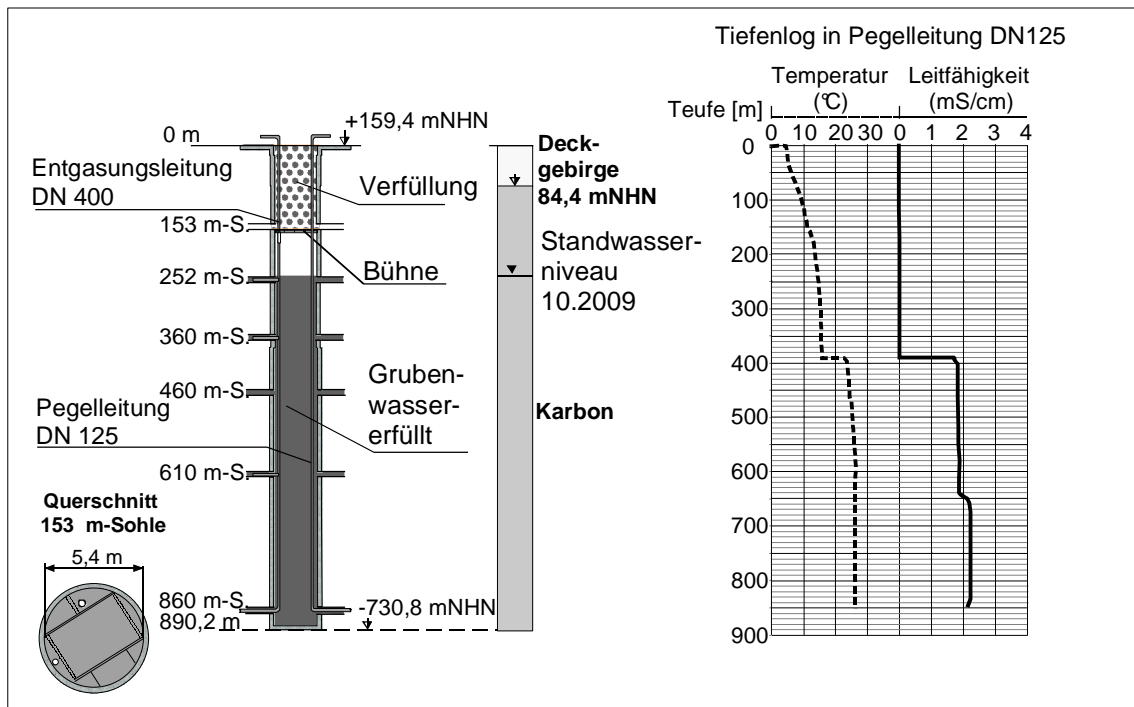 Tiefenlog in Pegelleitung DN125
Temperatur
(°C)
Leitfähigkeit
(mS/cm)
Teufe [m]
0 10 20 30
0 1 2 3 4
0
100
200
300
400
500
600
700
800
900
0 m
+159,4 mNHN
Entgasungsleitung
DN 400
Verfüllung
153 m-S.
Bühne
252 m-S.
360 m-S.
460 m-S.
Gruben-
wasser-
erfüllt
Pegelleitung
DN 125
610 m-S.
860 m-S.
890,2 m
-730,8 mNHN
Deck-
gebirge
84,4 mNHN
Standwasser-
niveau
10.2009
Karbon
Querschnitt
153 m-Sohle
5,4 m